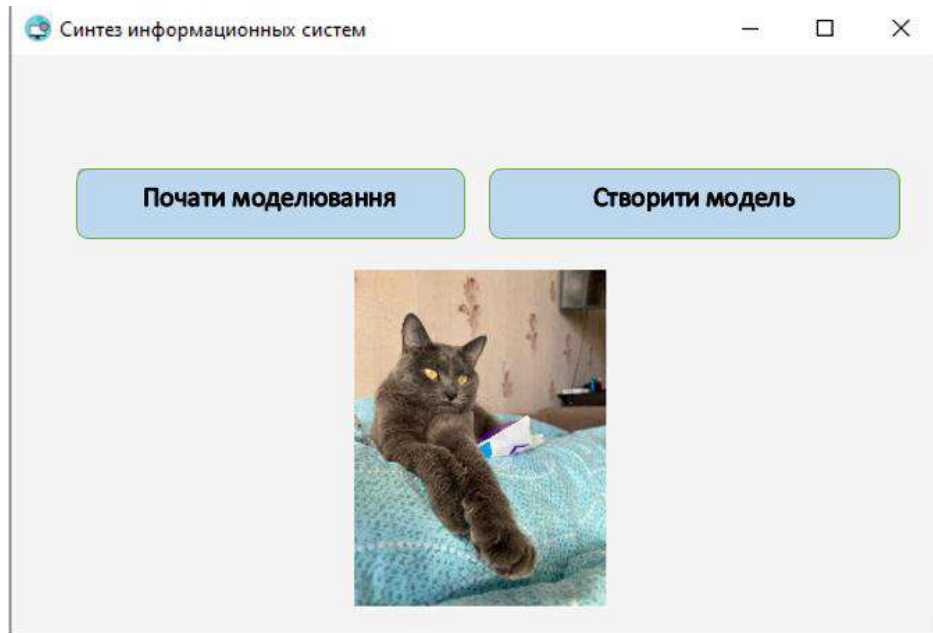 Синтез информационных систем
Почати моделювання
Створити модель